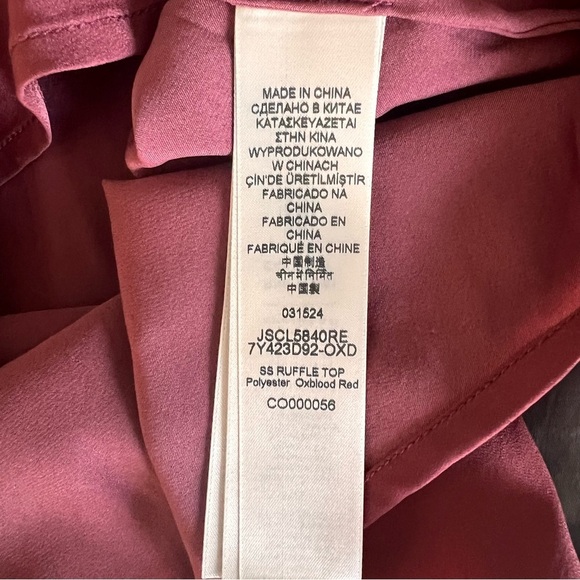 MADE IN CHINA
СДЕЛАНО В КИТАЕ
ΚΑΤΑΣΚΕΥΑΖΕΤΑΙ
ΣΤΗΝ ΚΙΝΑ
WYPRODUKOWANO
W CHINACH
ÇİN'DE ÜRETİLMİŞTİR
FABRICADO NA
CHINA
FABRICADO EN
CHINA
FABRIQUÉ EN CHINE
中国制造
चीन में निर्मित
中国製
031524
JSCL5840RE
7Y423D92-OXD
SS RUFFLE TOP
Polyester Oxblood Red
CO000056